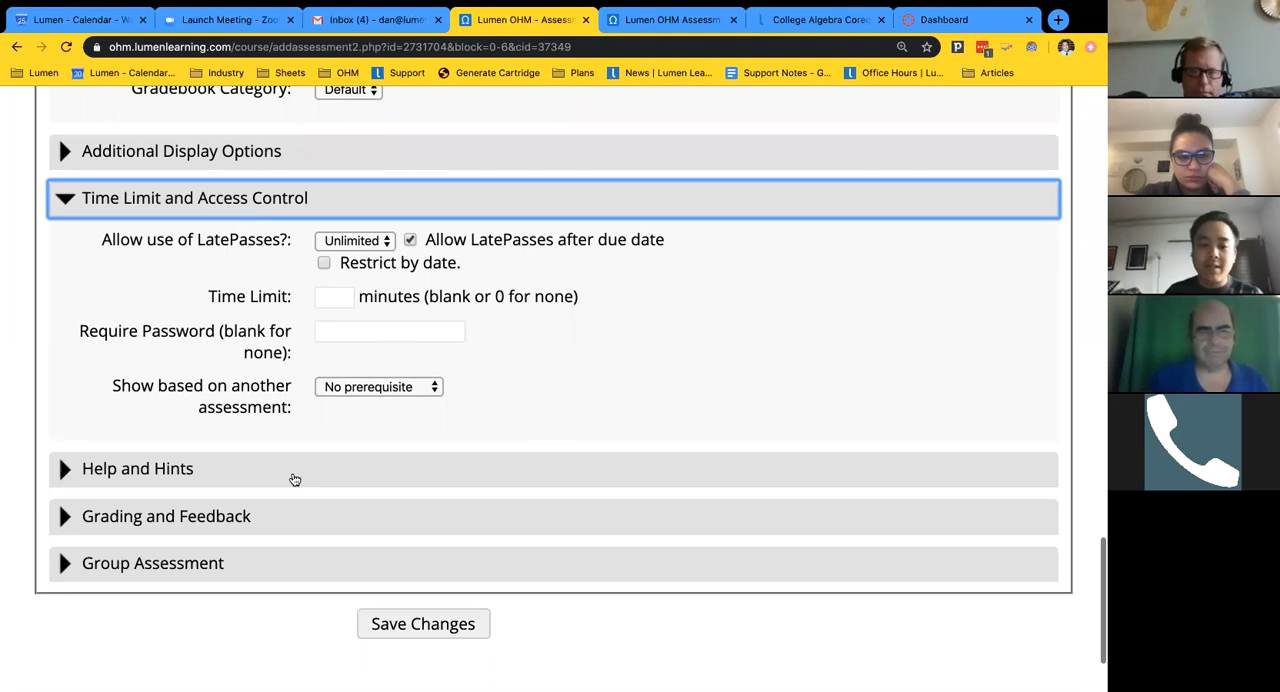 Lumen - Calendar - W
Launch Meeting - Zoo
Inbox (4) - dan@lume
Lumen OHM - Assess
Lumen OHM Assessm
College Algebra Coreq
Dashboard
ohm.lumenlearning.com/course/addassessment2.php?id=2731704&block=0-6&cid=37349
Lumen
Lumen - Calendar...
Industry
Sheets
OHM
Support
Generate Cartridge
Plans
News | Lumen Lea...
Support Notes - G...
Office Hours | Lu...
Articles
Gradebook Category: Default
Additional Display Options
Time Limit and Access Control
Allow use of LatePasses?: Unlimited Allow LatePasses after due date
Restrict by date.
Time Limit: minutes (blank or 0 for none)
Require Password (blank for
none):
Show based on another No prerequisite
assessment:
Help and Hints
Grading and Feedback
Group Assessment
Save Changes